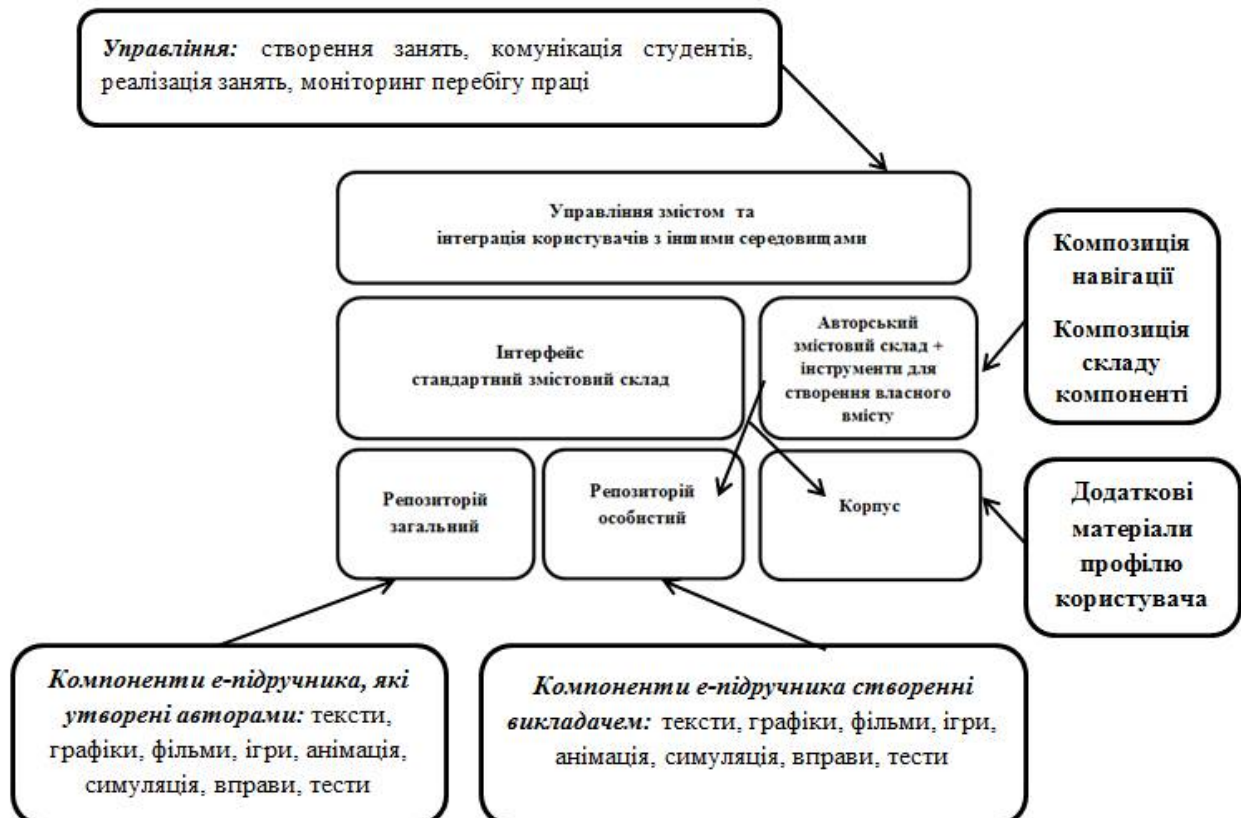 Управління: створення занять, комунікація студентів,
реалізація занять, моніторинг перебігу праці
Управління змістом та
інтеграція користувачів з іншими середовищами
Композиція
навігації
Композиція
складу
компоненті
Інтерфейс
стандартний змістовий склад
Авторський
змістовий склад +
інструменти для
створення власного
вмісту
Репозиторій
загальний
Репозиторій
особистий
Корпус
Додаткові
матеріали
профілю
користувача
Компоненти е-підручника, які
утворені авторами: тексти,
графіки, фільми, ігри, анімація,
симуляція, вправи, тести
Компоненти е-підручника створенні
викладачем: тексти, графіки, фільми, ігри,
анімація, симуляція, вправи, тести